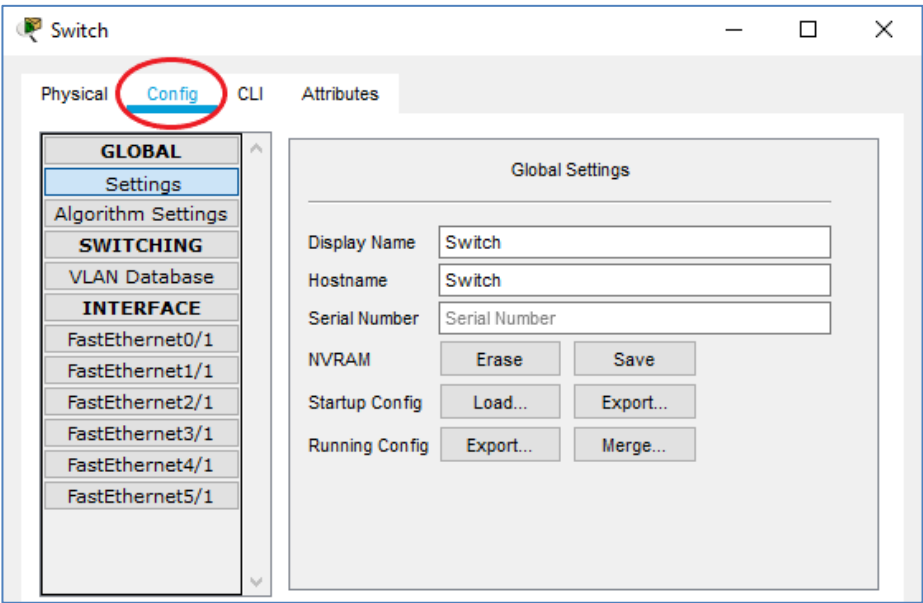 Switch
Physical Config CLI Attributes
GLOBAL
Settings
Algorithm Settings
SWITCHING
VLAN Database
INTERFACE
FastEthernet0/1
FastEthernet1/1
FastEthernet2/1
FastEthernet3/1
FastEthernet4/1
FastEthernet5/1
Global Settings
Display Name Switch
Hostname Switch
Serial Number Serial Number
NVRAM Erase Save
Startup Config Load... Export...
Running Config Export... Merge...